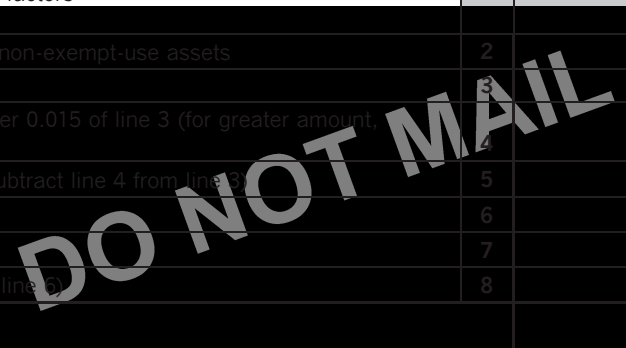 non-exempt-use assets 2
3
er 0.015 of line 3 (for greater amount,
4
ubtract line 4 from line 3) 5
6
7
line 6) 8
DO NOT MAIL